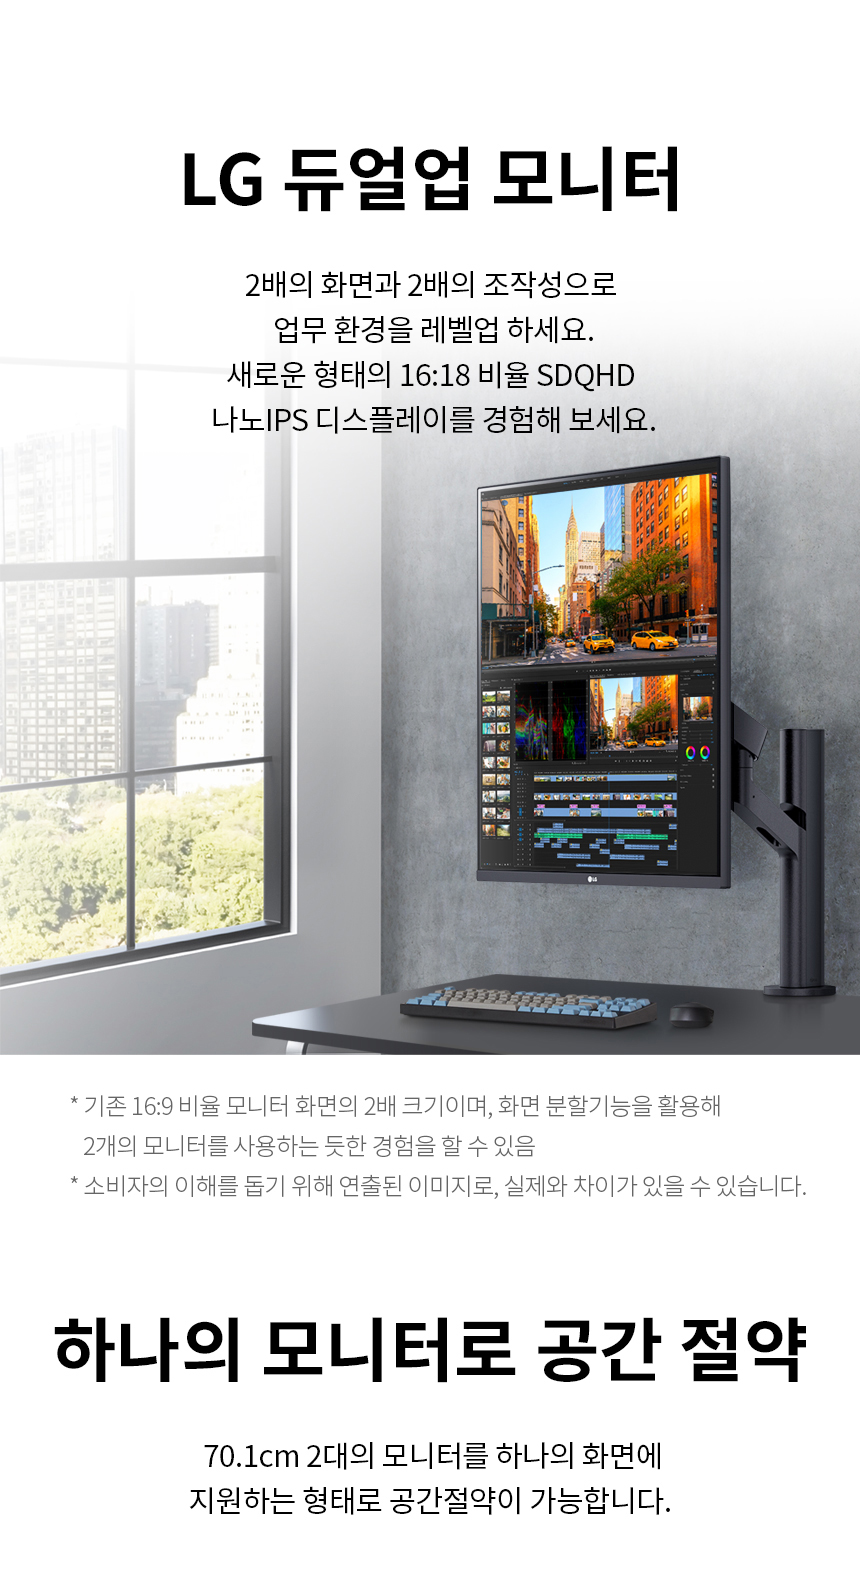 LG 듀얼업 모니터
2배의 화면과 2배의 조작성으로
업무 환경을 레벨업 하세요.
새로운 형태의 16:18 비율 SDQHD
나노IPS 디스플레이를 경험해 보세요.
LG
* 기존 16:9 비율 모니터 화면의 2배 크기이며, 화면 분할기능을 활용해
2개의 모니터를 사용하는 듯한 경험을 할 수 있음
* 소비자의 이해를 돕기 위해 연출된 이미지로, 실제와 차이가 있을 수 있습니다.
하나의 모니터로 공간 절약
70.1cm 2대의 모니터를 하나의 화면에
지원하는 형태로 공간절약이 가능합니다.